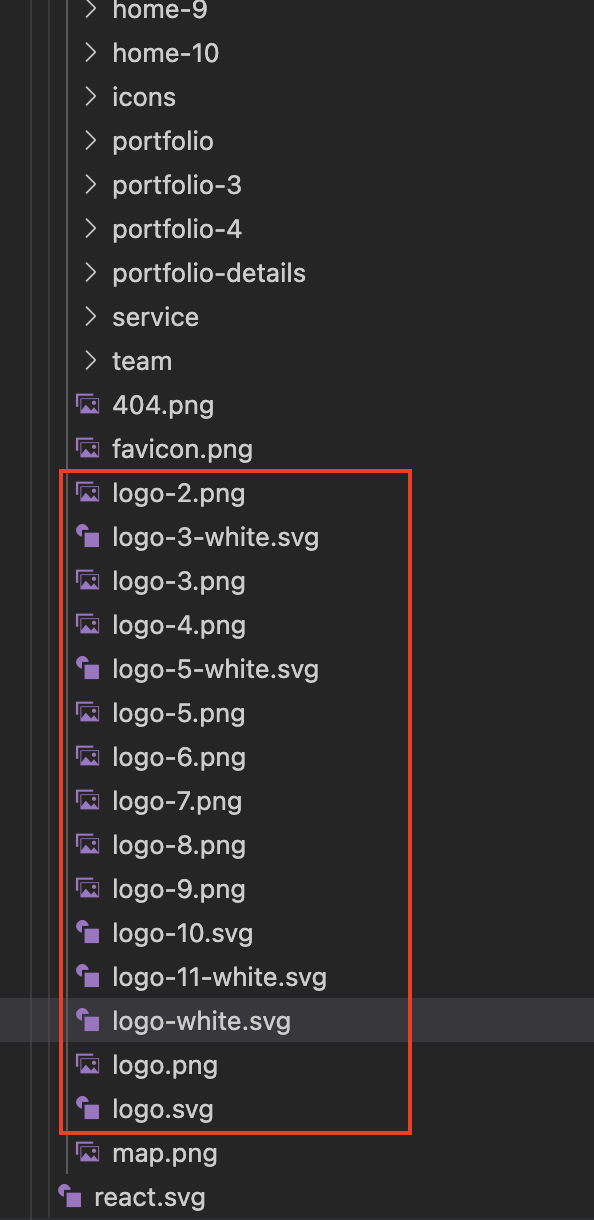 home-9
home-10
icons
portfolio
portfolio-3
portfolio-4
portfolio-details
service
team
404.png
favicon.png
logo-2.png
logo-3-white.svg
logo-3.png
logo-4.png
logo-5-white.svg
logo-5.png
logo-6.png
logo-7.png
logo-8.png
logo-9.png
logo-10.svg
logo-11-white.svg
logo-white.svg
logo.png
logo.svg
map.png
react.svg